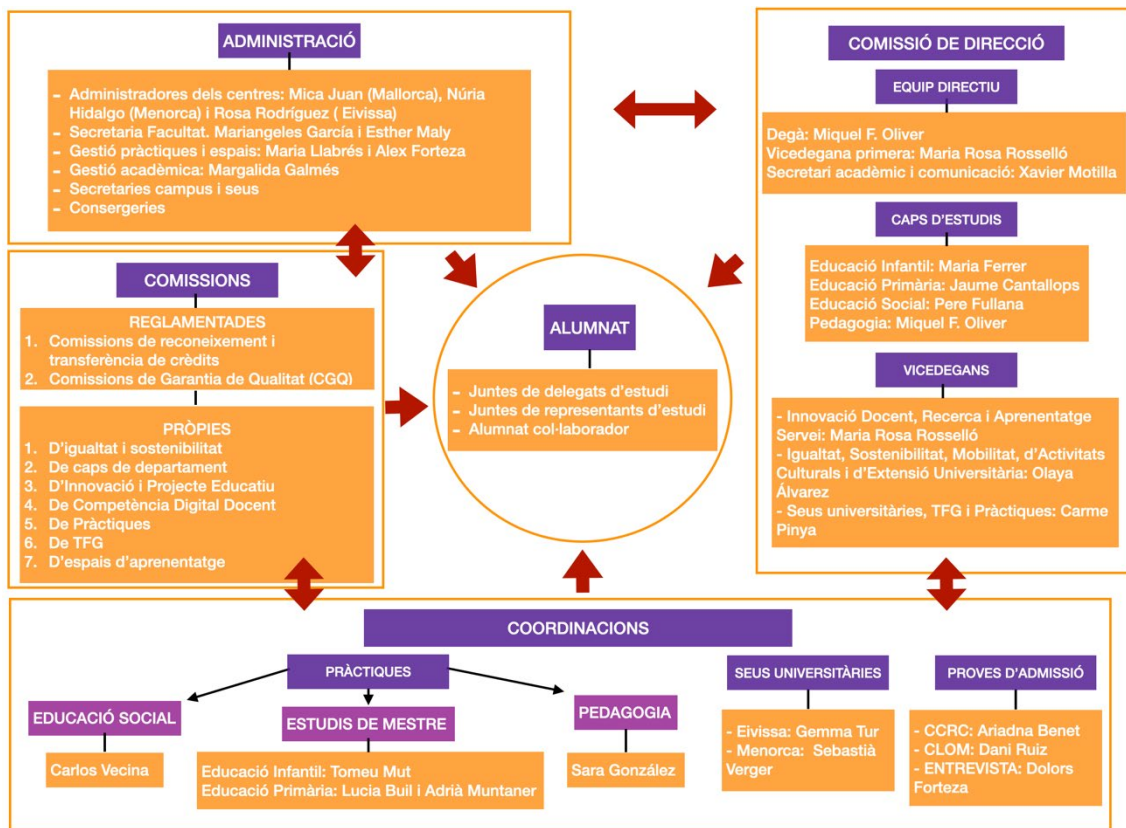 ADMINISTRACIÓ
- Administradores dels centres: Mica Juan (Mallorca), Núria
Hidalgo (Menorca) i Rosa Rodríguez ( Eivissa)
- Secretaria Facultat. Mariangeles García i Esther Maly
- Gestió pràctiques i espais: Maria Llabrés i Alex Forteza
- Gestió acadèmica: Margalida Galmés
- Secretaries campus i seus
- Consergeries
COMISSIÓ DE DIRECCIÓ
EQUIP DIRECTIU
Degà: Miquel F. Oliver
Vicedegana primera: Maria Rosa Rosselló
Secretari acadèmic i comunicació: Xavier Motilla
CAPS D'ESTUDIS
Educació Infantil: Maria Ferrer
Educació Primària: Jaume Cantallops
Educació Social: Pere Fullana
Pedagogia: Miquel F. Oliver
VICEDEGANS
- Innovació Docent, Recerca i Aprenentatge
Servei: Maria Rosa Rosselló
- Igualtat, Sostenibilitat, Mobilitat, d'Activitats
Culturals i d'Extensió Universitària: Olaya
Álvarez
- Seus universitàries, TFG i Pràctiques: Carme
Pinya
COMISSIONS
REGLAMENTADES
1. Comissions de reconeixement i
transferència de crèdits
2. Comissions de Garantia de Qualitat (CGQ)
PRÒPIES
1. D'igualtat i sostenibilitat
2. De caps de departament
3. D'Innovació i Projecte Educatiu
4. De Competència Digital Docent
5. De Pràctiques
6. De TFG
7. D'espais d'aprenentatge
ALUMNAT
- Juntes de delegats d'estudi
- Juntes de representants d'estudi
- Alumnat col·laborador
COORDINACIONS
PRÀCTIQUES
EDUCACIÓ SOCIAL
Carlos Vecina
ESTUDIS DE MESTRE
Educació Infantil: Tomeu Mut
Educació Primària: Lucia Buil i Adrià Muntaner
PEDAGOGIA
Sara González
SEUS UNIVERSITÀRIES
- Eivissa: Gemma Tur
- Menorca: Sebastià
Verger
PROVES D'ADMISSIÓ
- CCRC: Ariadna Benet
- CLOM: Dani Ruiz
- ENTREVISTA: Dolors
Forteza